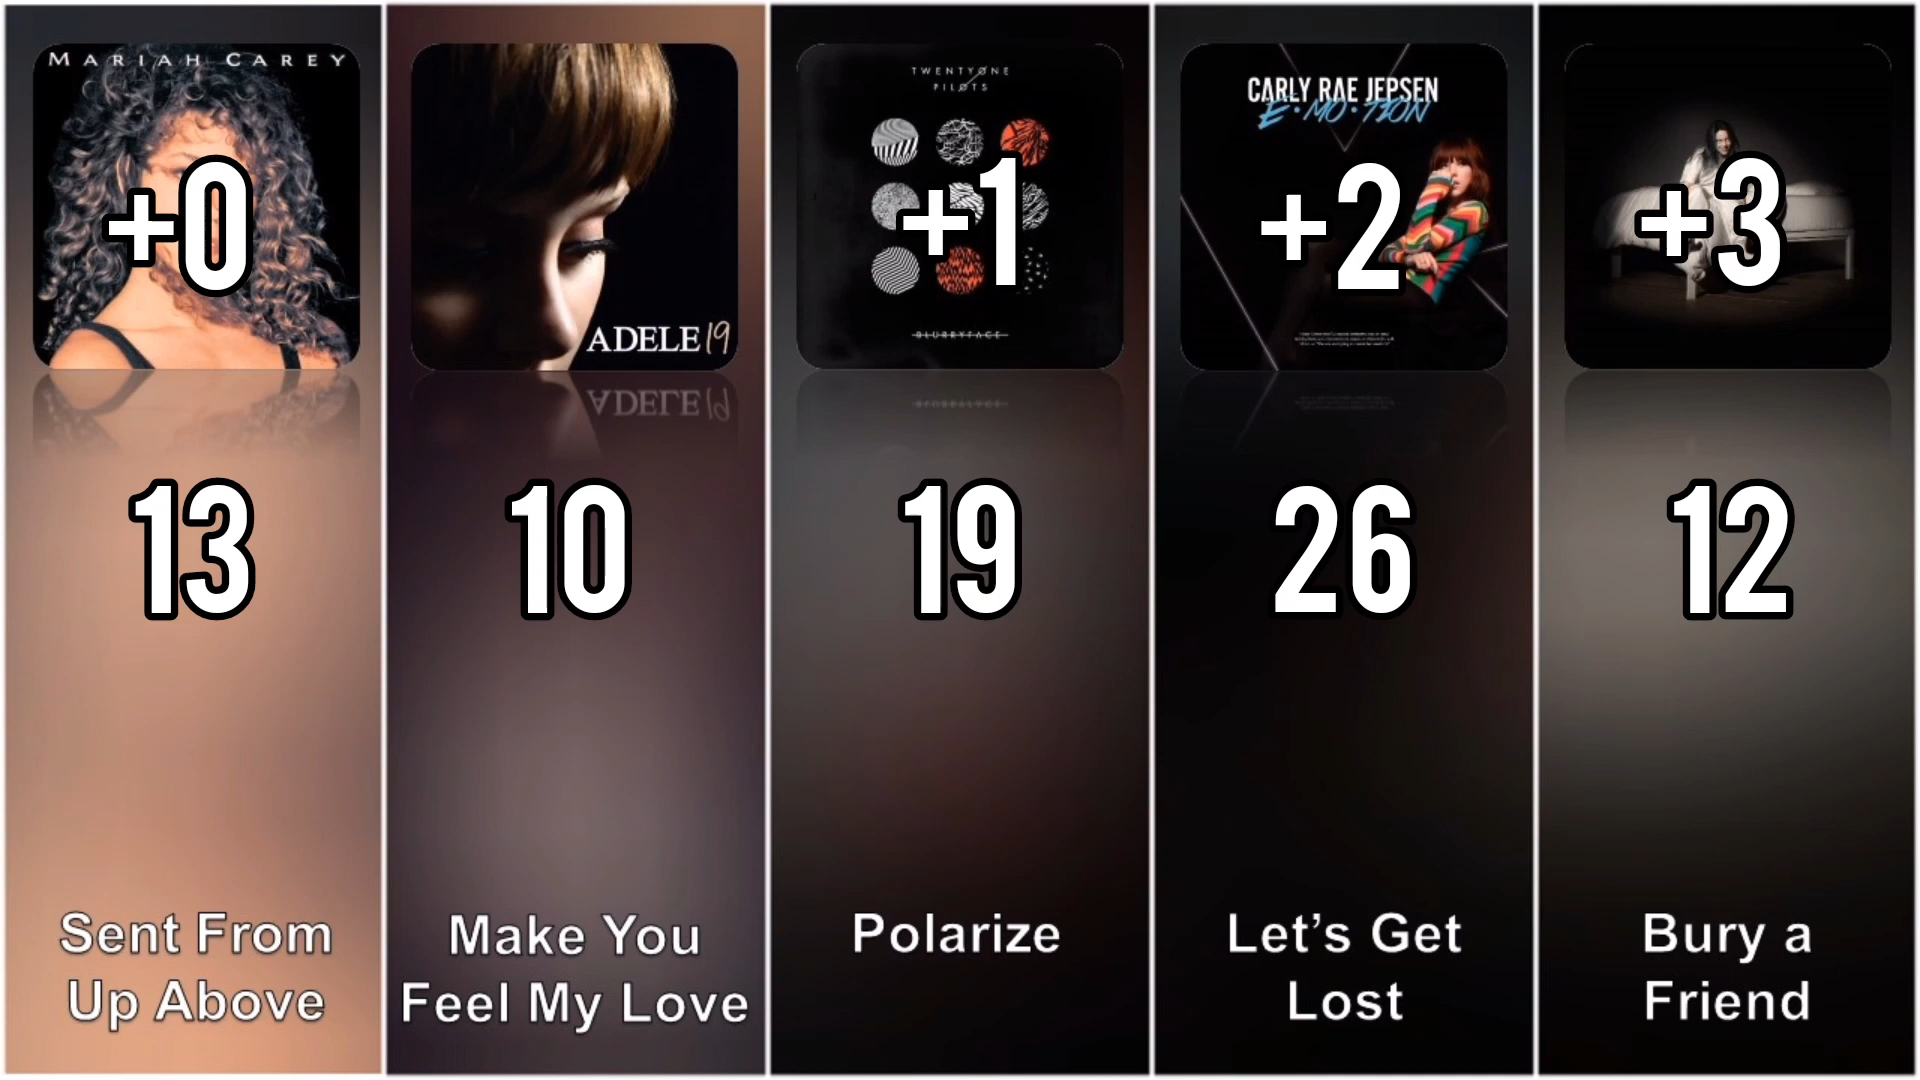 MARIAH CAREY
+0
13
Sent From
Up Above
ADELE 19
10
Make You
Feel My Love
TWENTY ONE
PILOTS
+1
BLURRYFACE
19
Polarize
CARLY RAE JEPSEN
E•MO•TION
+2
26
Let’s Get
Lost
+3
12
Bury a
Friend